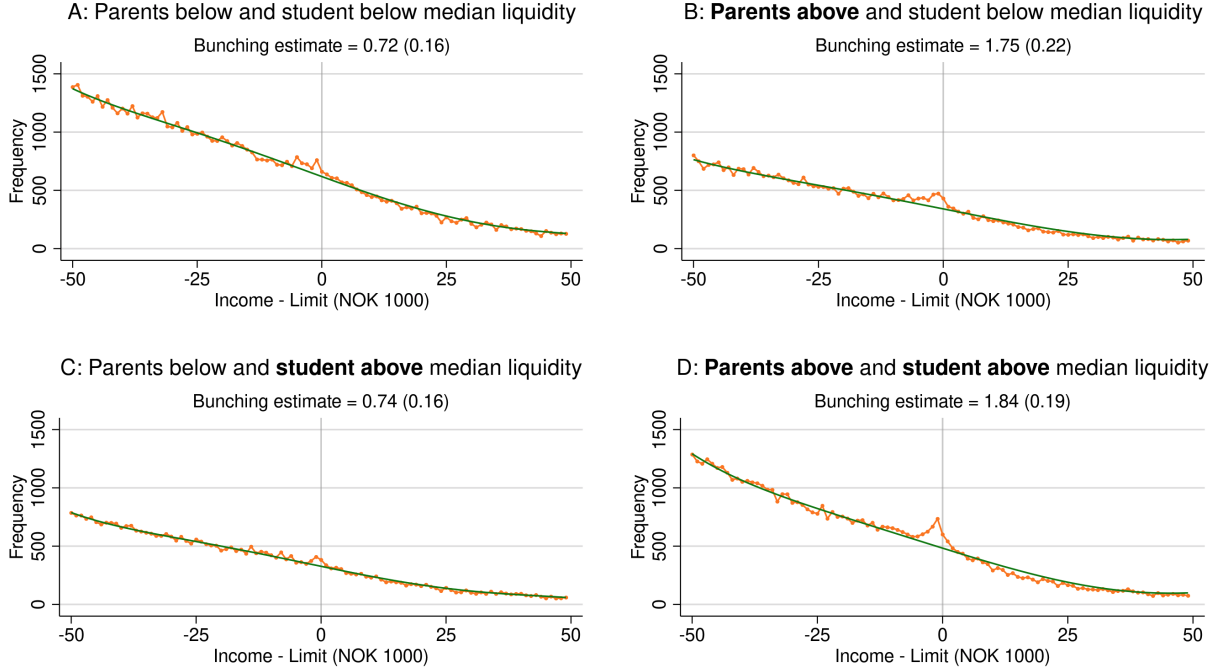 A: Parents below and student below median liquidity
Bunching estimate = 0.72 (0.16)
Frequency
1500
1000
500
0
-50
-25
0
25
50
Income - Limit (NOK 1000)
B: Parents above and student below median liquidity
Bunching estimate = 1.75 (0.22)
Frequency
1500
1000
500
0
-50
-25
0
25
50
Income - Limit (NOK 1000)
C: Parents below and student above median liquidity
Bunching estimate = 0.74 (0.16)
Frequency
1500
1000
500
0
-50
-25
0
25
50
Income - Limit (NOK 1000)
D: Parents above and student above median liquidity
Bunching estimate = 1.84 (0.19)
Frequency
1500
1000
500
0
-50
-25
0
25
50
Income - Limit (NOK 1000)